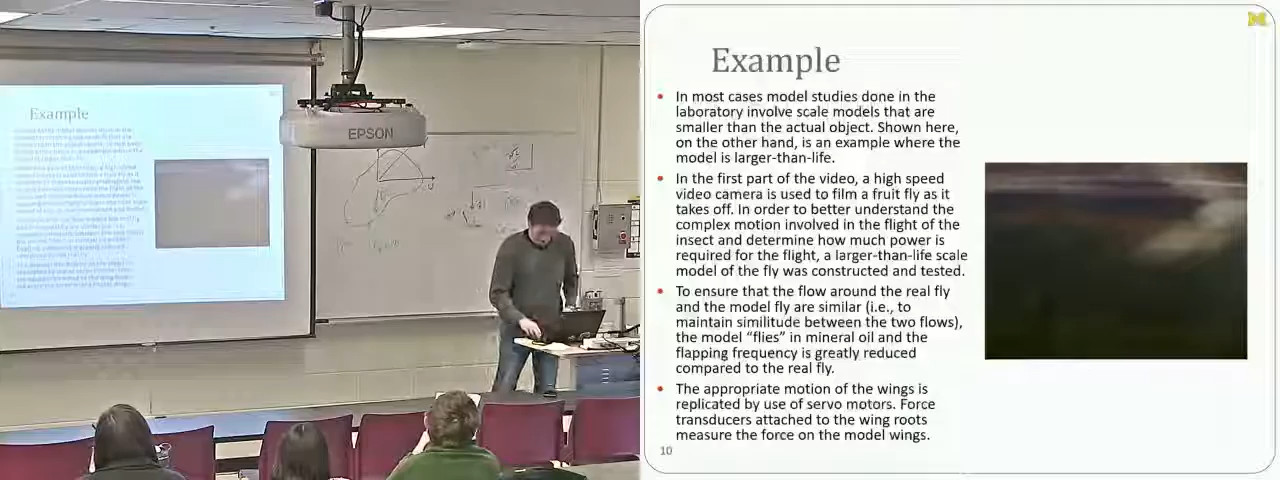 Example
EPSON
M
Example
• In most cases model studies done in the
laboratory involve scale models that are
smaller than the actual object. Shown here,
on the other hand, is an example where the
model is larger-than-life.
• In the first part of the video, a high speed
video camera is used to film a fruit fly as it
takes off. In order to better understand the
complex motion involved in the flight of the
insect and determine how much power is
required for the flight, a larger-than-life scale
model of the fly was constructed and tested.
• To ensure that the flow around the real fly
and the model fly are similar (i.e., to
maintain similitude between the two flows),
the model “flies” in mineral oil and the
flapping frequency is greatly reduced
compared to the real fly.
• The appropriate motion of the wings is
replicated by use of servo motors. Force
transducers attached to the wing roots
measure the force on the model wings.
10